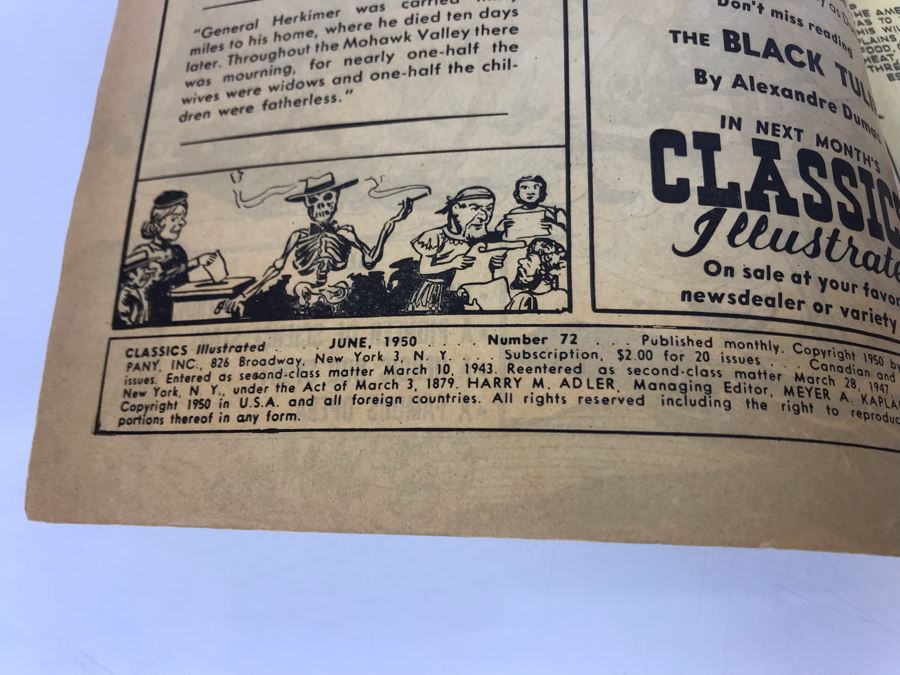 "General Herkimer was carried many
miles to his home, where he died ten days
later. Throughout the Mohawk Valley there
was mourning, for nearly one-half the
wives were widows and one-half the chil-
dren were fatherless."
Don't miss reading
THE BLACK
By Alexandre Dumas
IN NEXT MONTH'S
CLASSIC
Illustrate
On sale at your favor
newsdealer or variety
CLASSICS Illustrated . . . . JUNE, 1950 . . . . Number 72 . . . Published monthly. Copyright 1950 by
PANY, INC., 826 Broadway, New York 3, N. Y. . . . Subscription, $2.00 for 20 issues . . . Canadian and
issues. Entered as second-class matter March 10, 1943. Reentered as second-class matter March 28, 1947
New York, N. Y., under the Act of March 3, 1879. HARRY M. ADLER, Managing Editor, MEYER A. KAPLA
Copyright 1950 in U.S.A. and all foreign countries. All rights reserved including the right to reproduc
portions thereof in any form.